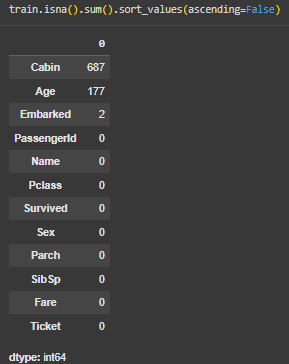 train.isna().sum().sort_values(ascending=False)
0
Cabin 687
Age 177
Embarked 2
PassengerId 0
Name 0
Pclass 0
Survived 0
Sex 0
Parch 0
SibSp 0
Fare 0
Ticket 0
dtype: int64